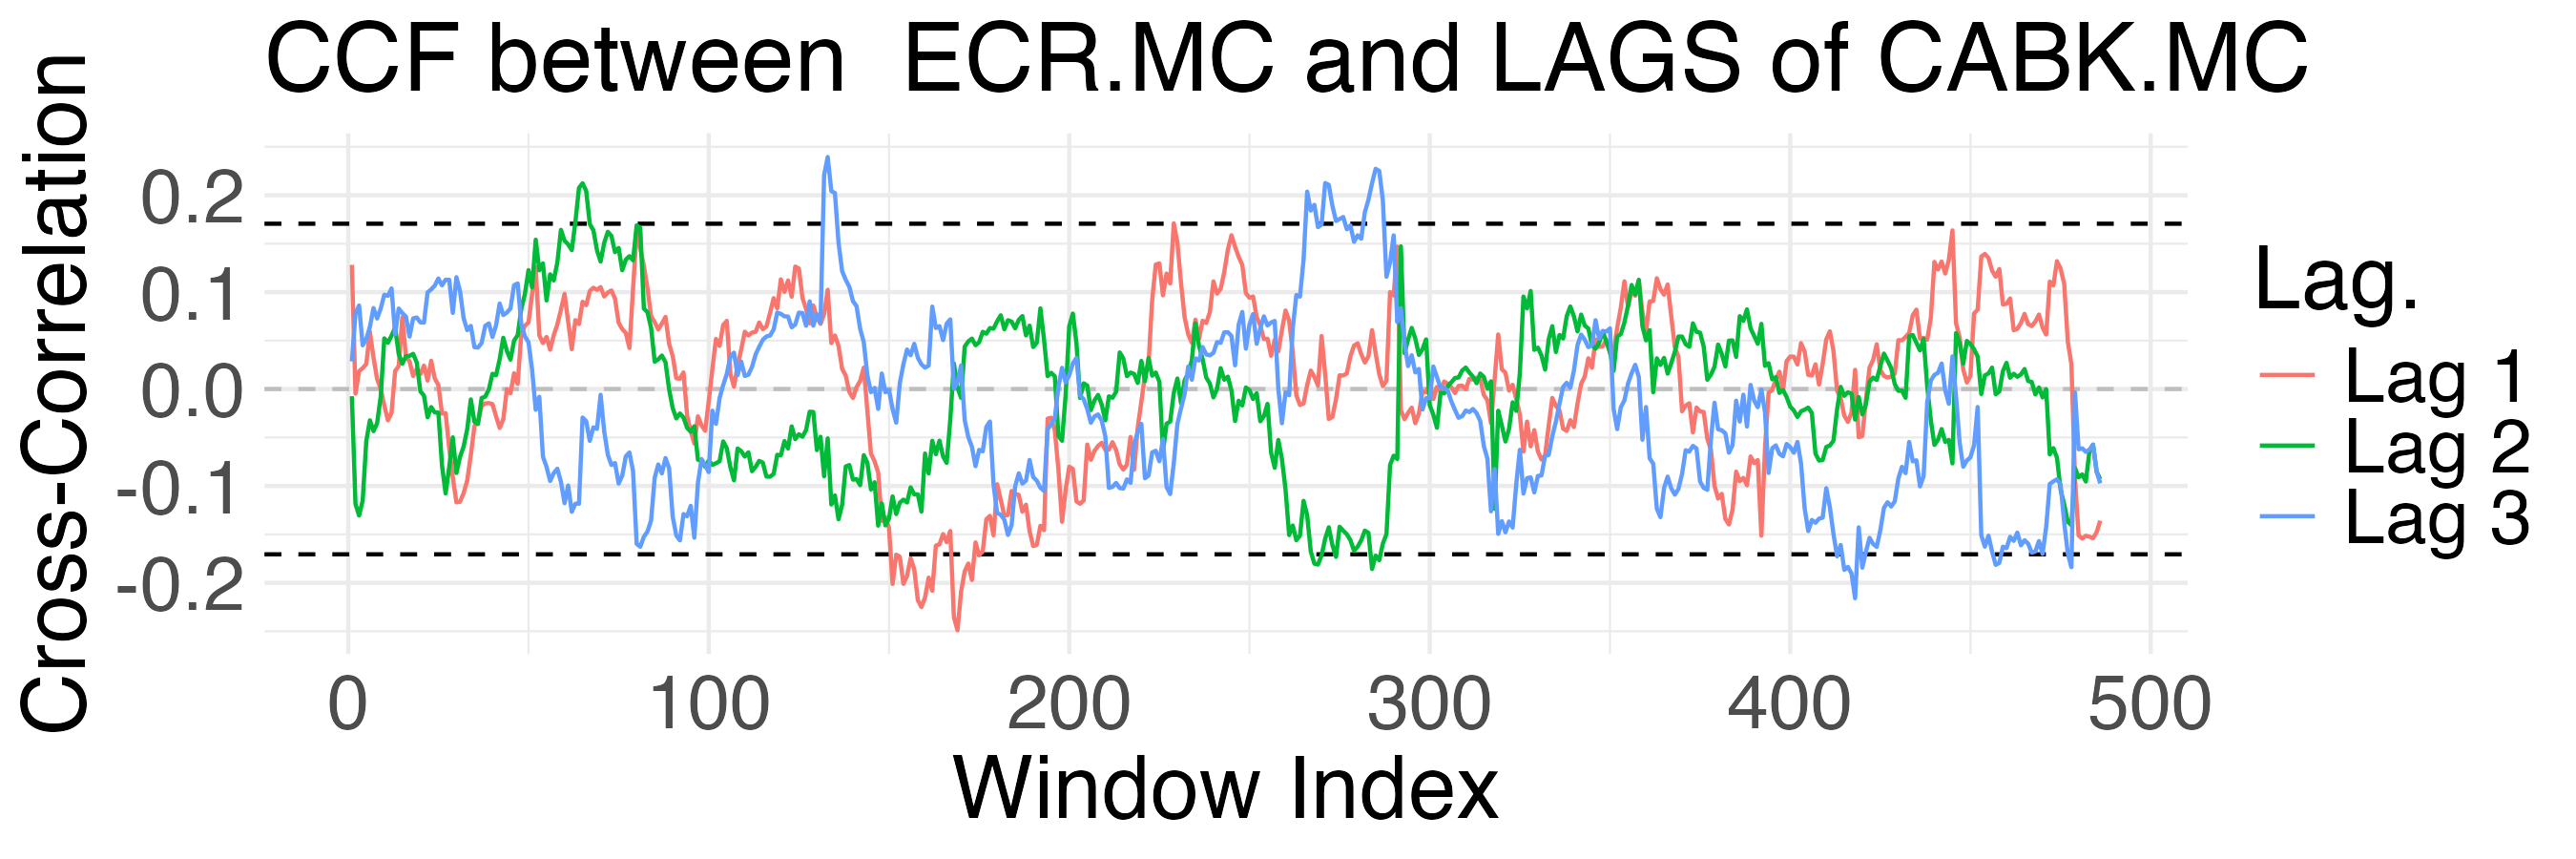 CCF between ECR.MC and LAGS of CABK.MC
Cross-Correlation
0.2
0.1
0.0
-0.1
-0.2
0 100 200 300 400 500
Window Index
Lag.
Lag 1
Lag 2
Lag 3